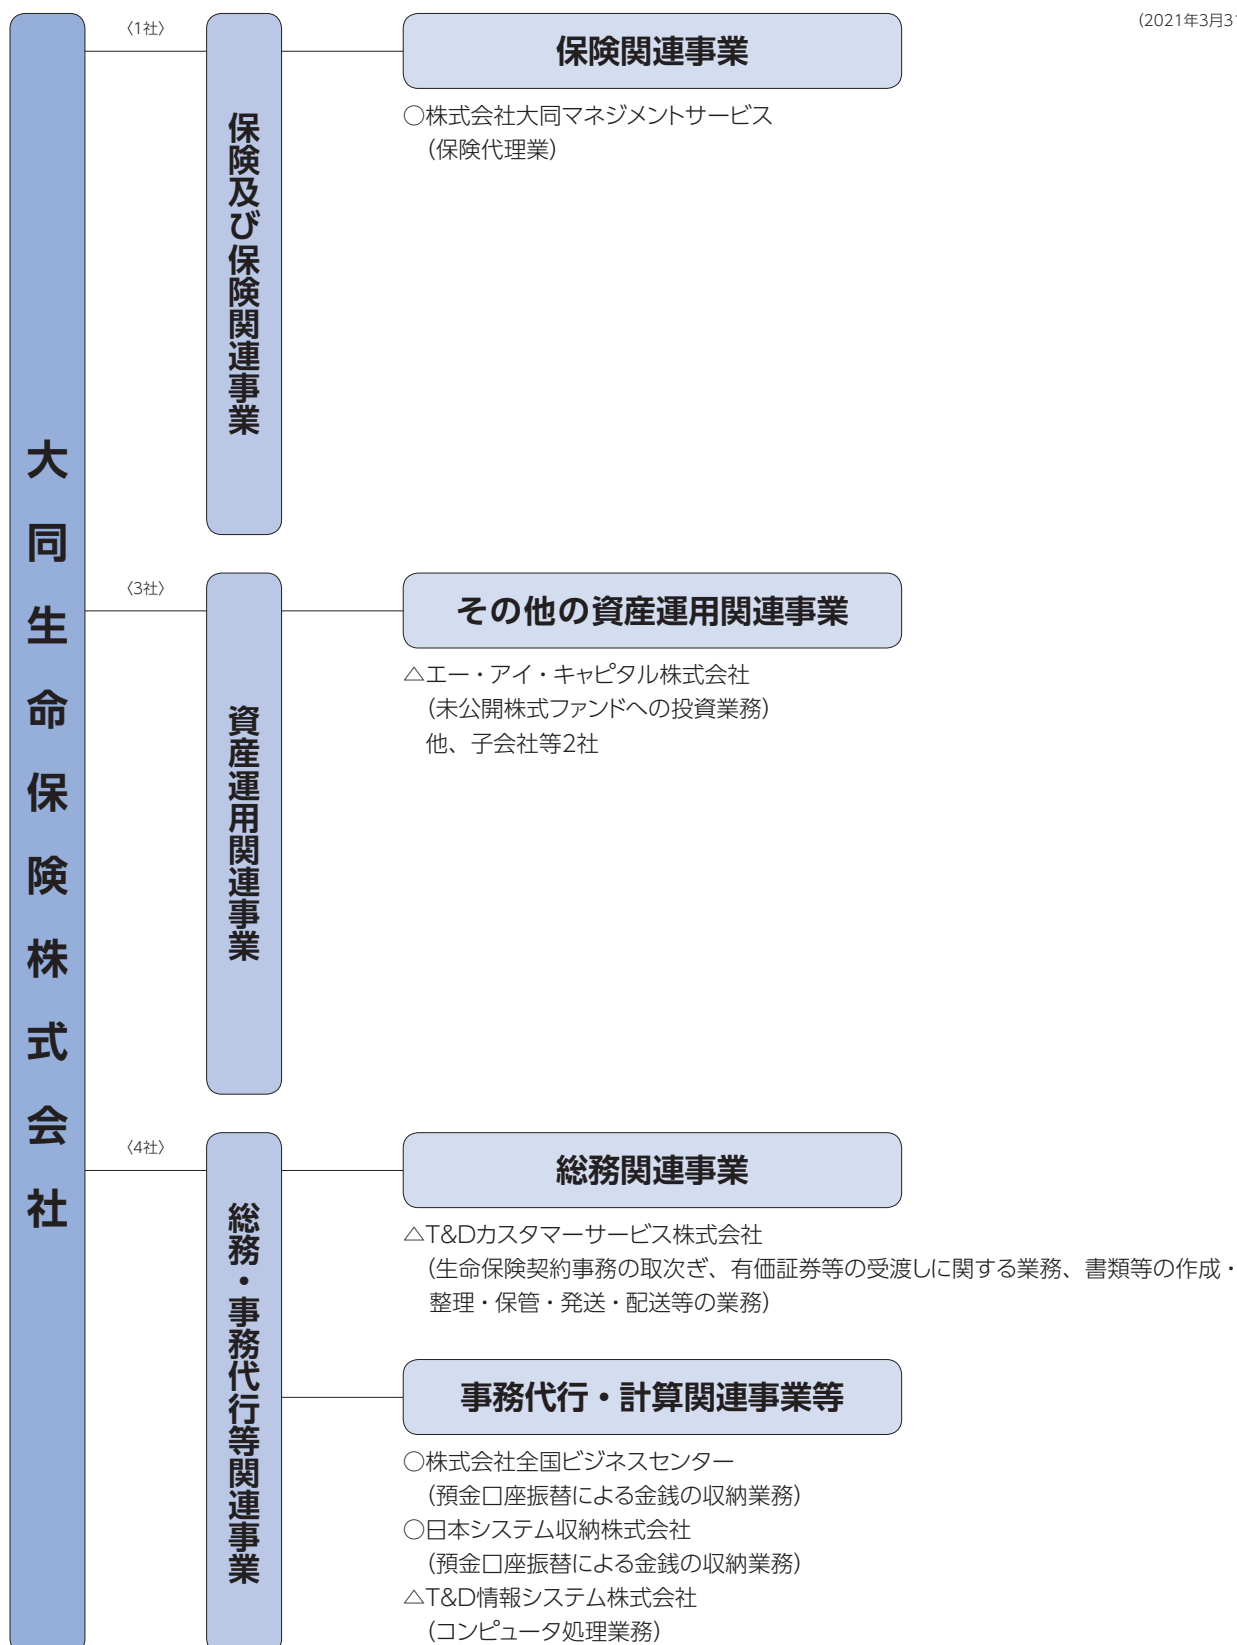 (2021年3月31
大同生命保険株式会社
〈1社〉
保険及び保険関連事業
保険関連事業
○株式会社大同マネジメントサービス
(保険代理業)
〈3社〉
資産運用関連事業
その他の資産運用関連事業
△エー・アイ・キャピタル株式会社
(未公開株式ファンドへの投資業務)
他、子会社等2社
〈4社〉
総務・事務代行等関連事業
総務関連事業
△T&Dカスタマーサービス株式会社
(生命保険契約事務の取次ぎ、有価証券等の受渡しに関する業務、書類等の作成・
整理・保管・発送・配送等の業務)
事務代行・計算関連事業等
○株式会社全国ビジネスセンター
(預金口座振替による金銭の収納業務)
○日本システム収納株式会社
(預金口座振替による金銭の収納業務)
△T&D情報システム株式会社
(コンピュータ処理業務)